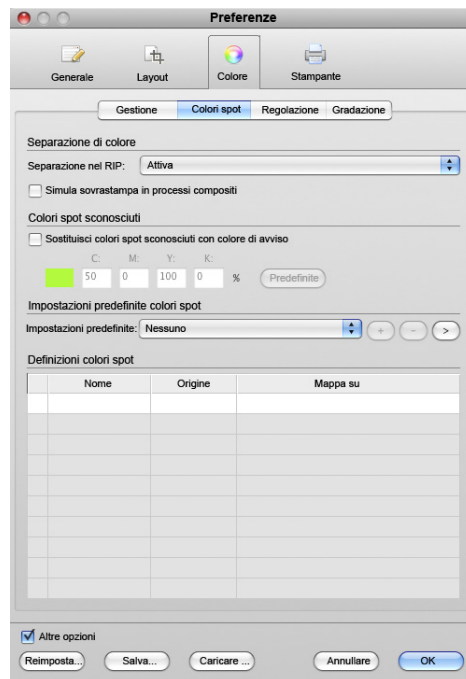 Preferenze
Generale Layout Colore Stampante
Gestione Colori spot Regolazione Gradazione
Separazione di colore
Separazione nel RIP: Attiva
Simula sovrastampa in processi compositi
Colori spot sconosciuti
Sostituisci colori spot sconosciuti con colore di avviso
C: M: Y: K:
50 0 100 0 % Predefinite
Impostazioni predefinite colori spot
Impostazioni predefinite: Nessuno + - >
Definizioni colori spot
Nome Origine Mappa su
Altre opzioni
Reimposta... Salva... Caricare ... Annullare OK